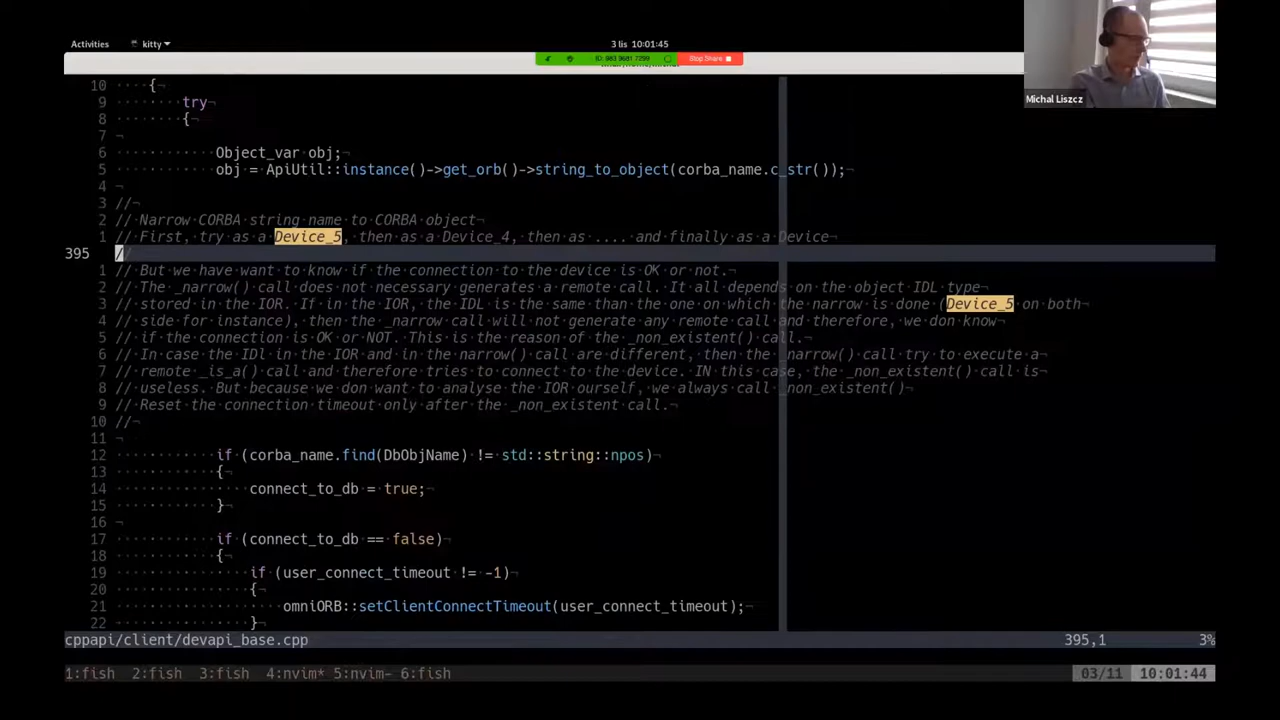 Activities kitty 3 lis 10:01:45
ID: 983 9681 7299 Stop Share
Michal Liszcz
10 {
9 try
8 {
7
6 Object_var obj;
5 obj = ApiUtil::instance()->get_orb()->string_to_object(corba_name.c_str());
4
3 //
2 // Narrow CORBA string name to CORBA object
1 // First, try as a Device_5, then as a Device_4, then as .... and finally as a Device
395 //
1 // But we have want to know if the connection to the device is OK or not.
2 // The _narrow() call does not necessary generates a remote call. It all depends on the object IDL type
3 // stored in the IOR. If in the IOR, the IDL is the same than the one on which the narrow is done (Device_5 on both
4 // side for instance), then the _narrow call will not generate any remote call and therefore, we don know
5 // if the connection is OK or NOT. This is the reason of the _non_existent() call.
6 // In case the IDl in the IOR and in the narrow() call are different, then the _narrow() call try to execute a
7 // remote _is_a() call and therefore tries to connect to the device. IN this case, the _non_existent() call is
8 // useless. But because we don want to analyse the IOR ourself, we always call _non_existent()
9 // Reset the connection timeout only after the _non_existent call.
10 //
11
12 if (corba_name.find(DbObjName) != std::string::npos)
13 {
14 connect_to_db = true;
15 }
16
17 if (connect_to_db == false)
18 {
19 if (user_connect_timeout != -1)
20 {
21 omniORB::setClientConnectTimeout(user_connect_timeout);
22 }
cppapi/client/devapi_base.cpp 395,1 3%
1:fish 2:fish 3:fish 4:nvim* 5:nvim- 6:fish 03/11 10:01:44